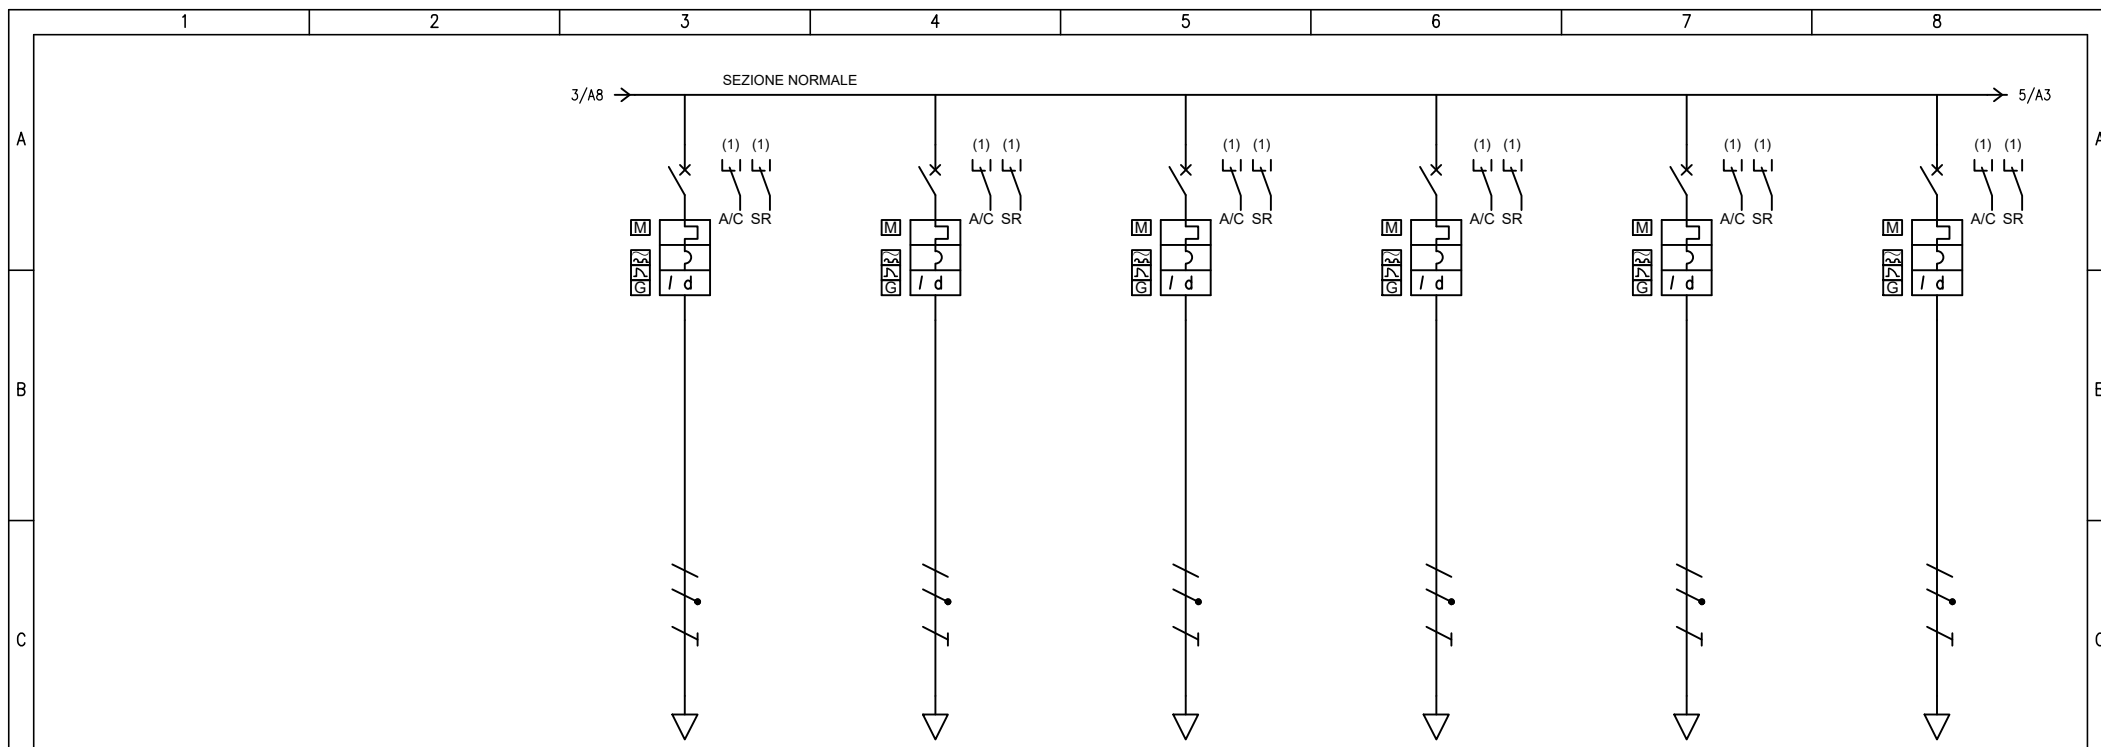 1 2 3 4 5 6 7 8
SEZIONE NORMALE
3/A8 5/A3
A A
(1) (1) (1) (1) (1) (1) (1) (1) (1) (1) (1) (1)
A/C SR A/C SR A/C SR A/C SR A/C SR A/C SR
M M M M M M
G I d G I d G I d G I d G I d G I d
B
C